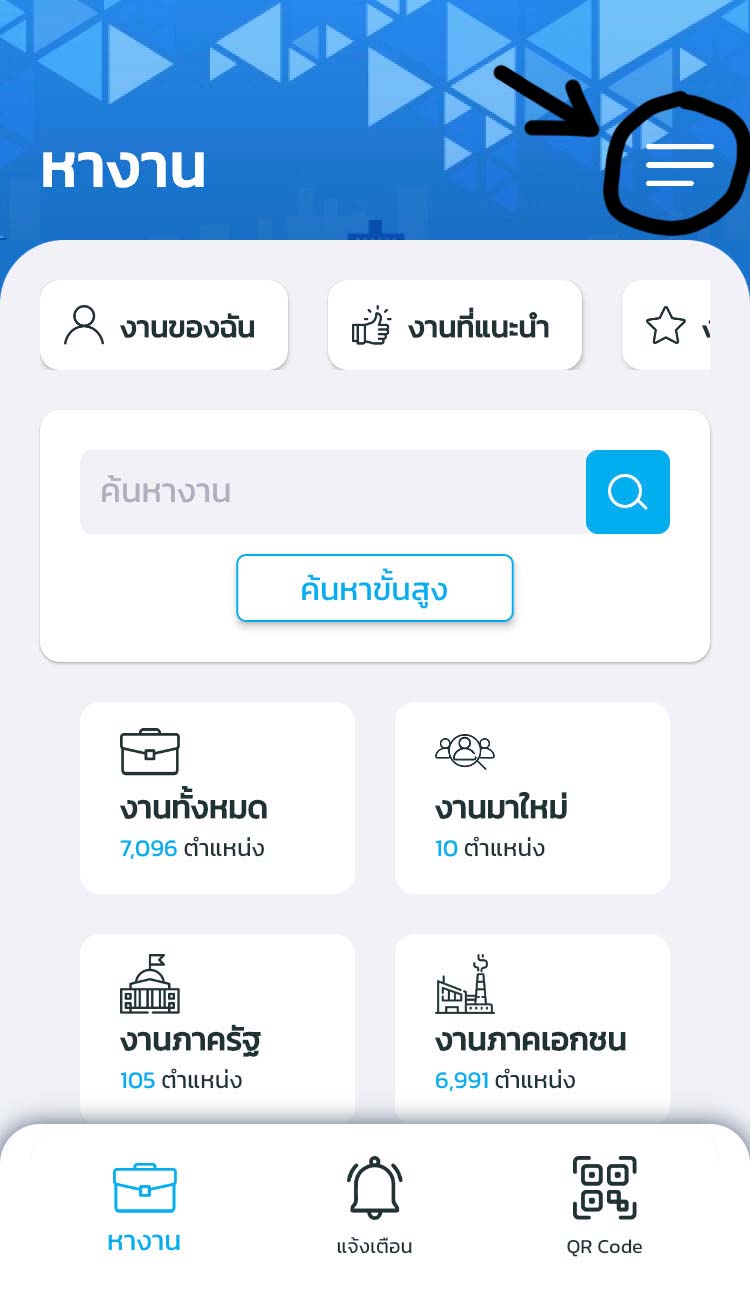 หางาน
งานของฉัน
งานที่แนะนำ
ค้นหางาน
ค้นหาขั้นสูง
งานทั้งหมด
7,096 ตำแหน่ง
งานมาใหม่
10 ตำแหน่ง
งานภาครัฐ
105 ตำแหน่ง
งานภาคเอกชน
6,991 ตำแหน่ง
หางาน
แจ้งเตือน
QR Code